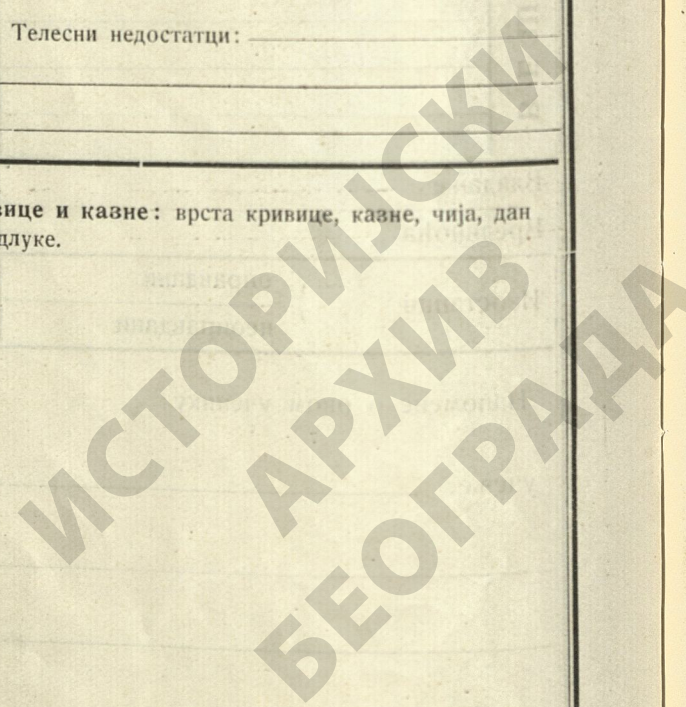 Телесни недостатци:
вице и казне: врста кривице, казне, чија, дан
длуке.
ИСТОРИЈСКИ
АРХИВ
БЕОГРАДА